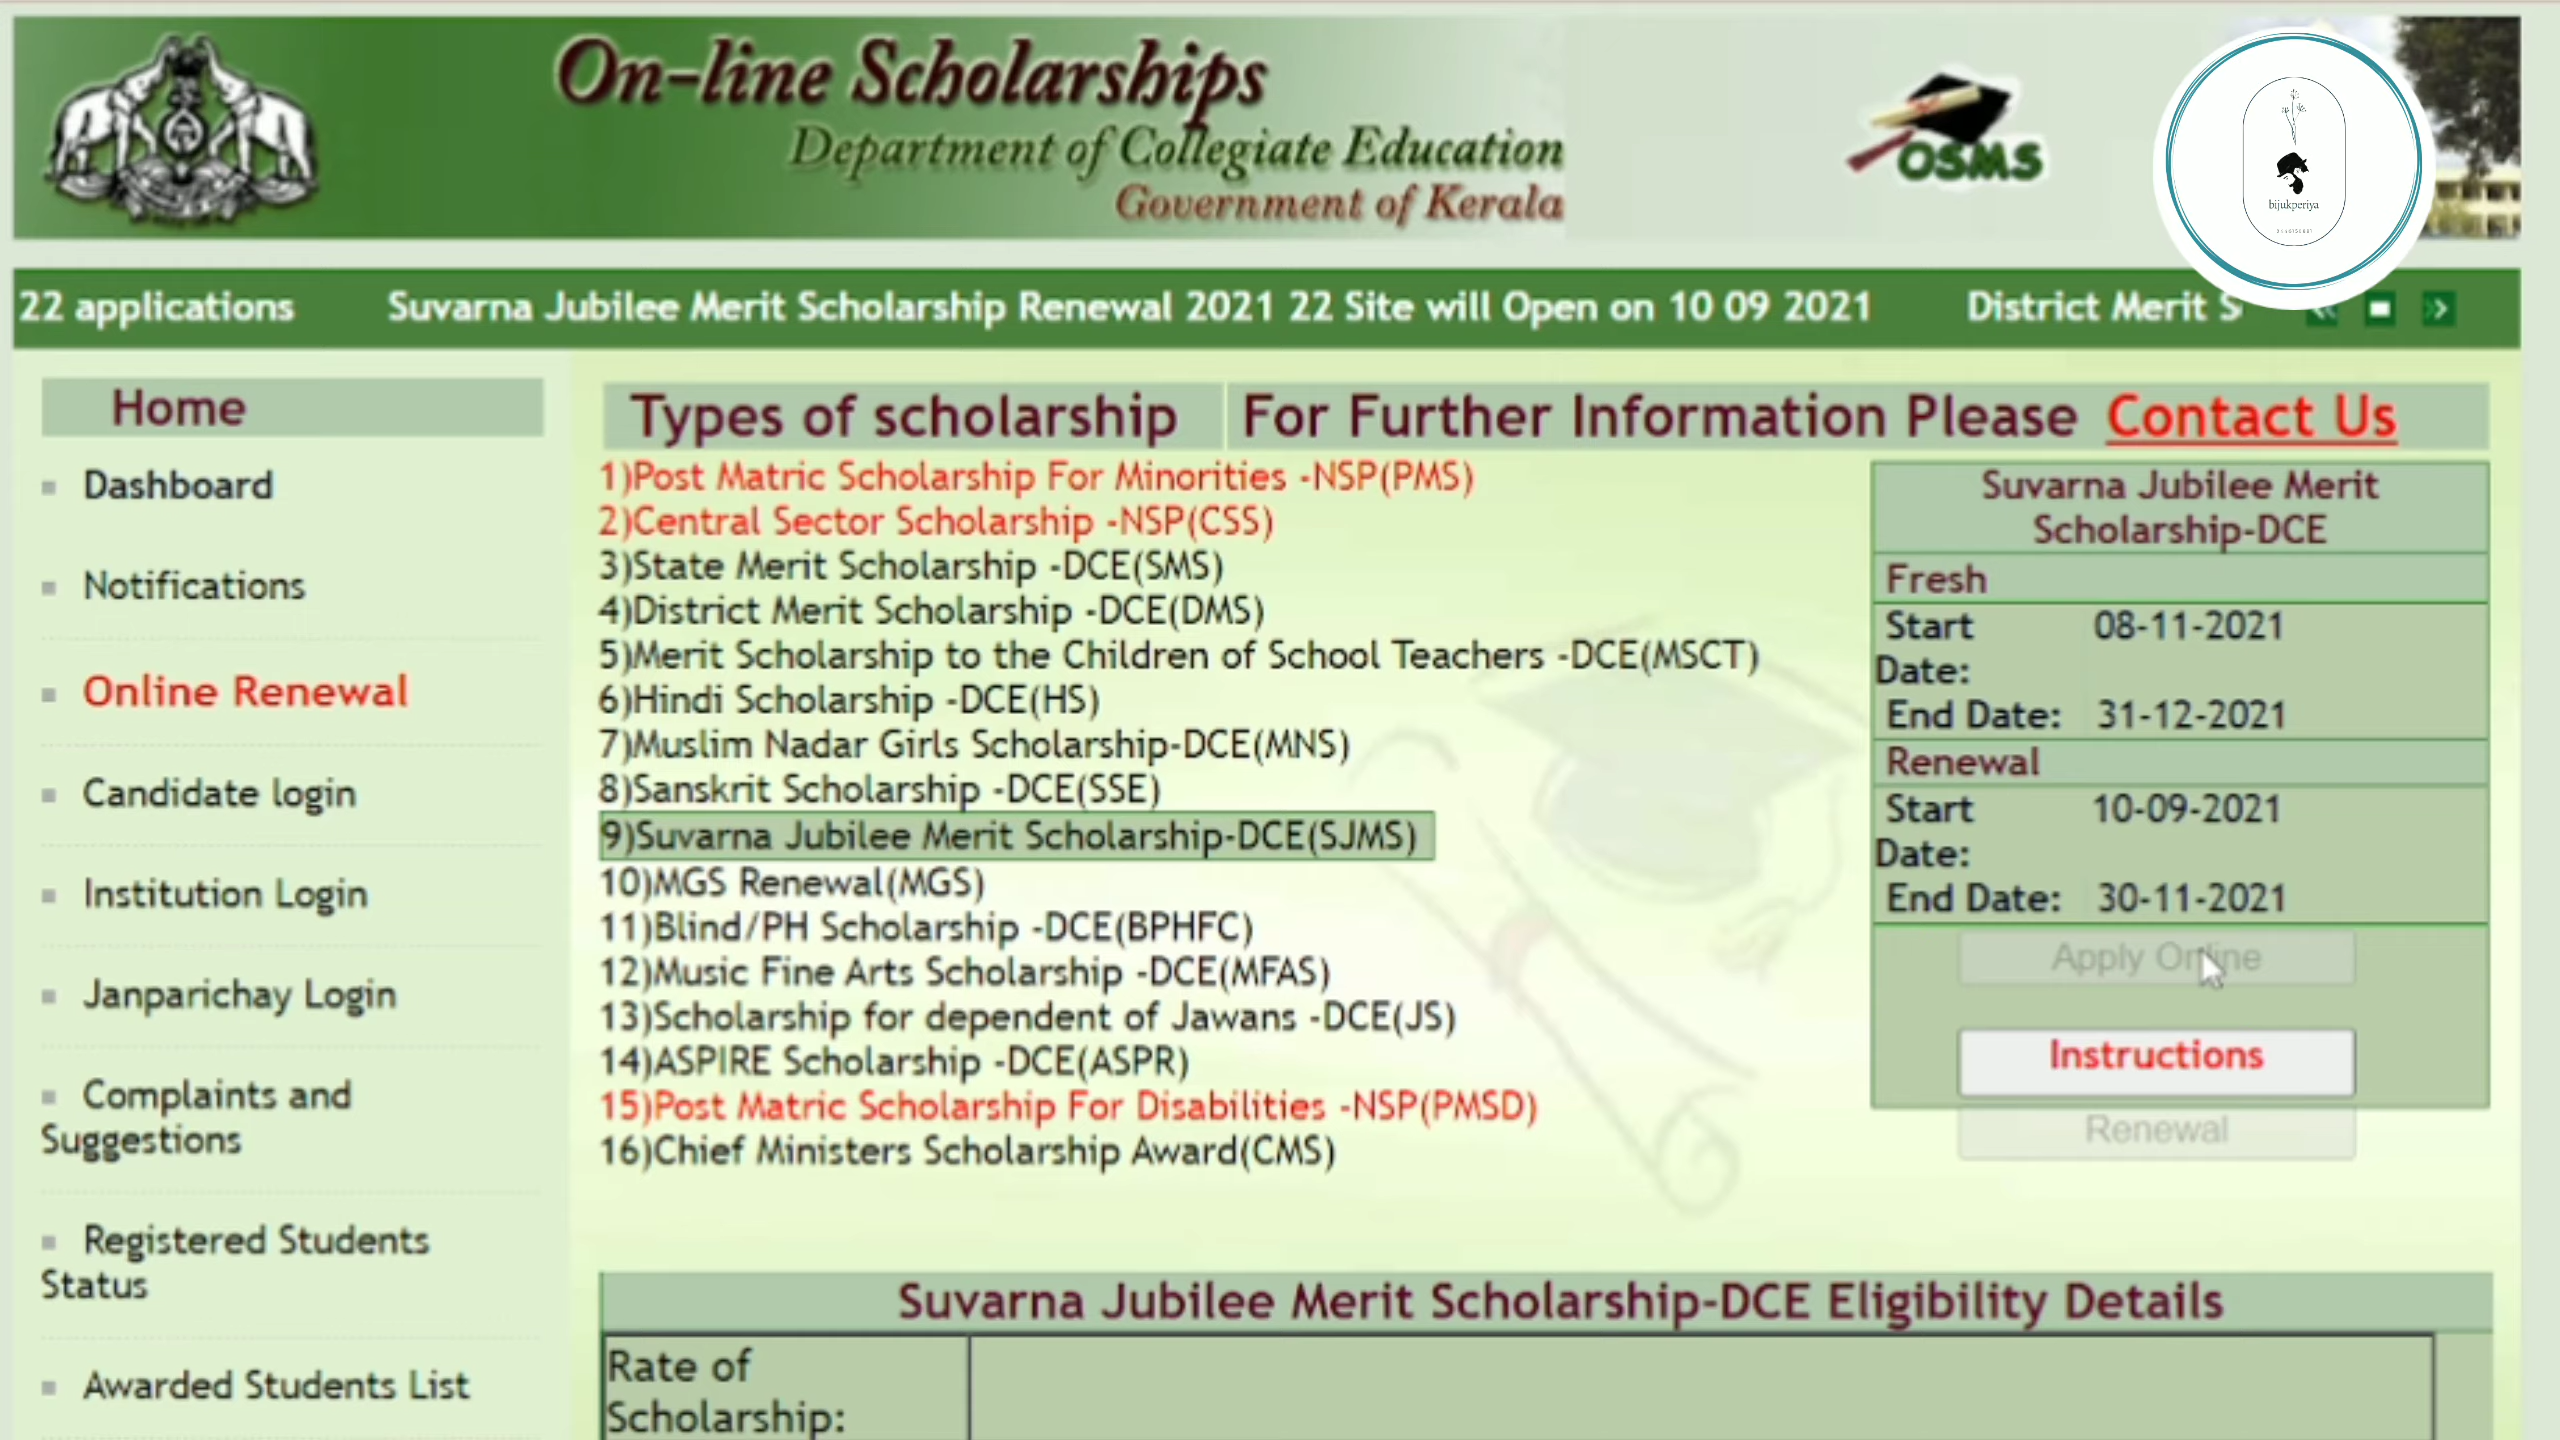 On-line Scholarships
Department of Collegiate Education
Government of Kerala
OSMS
bijukperiya
22 applications Suvarna Jubilee Merit Scholarship Renewal 2021 22 Site will Open on 10 09 2021 District Merit S
Home
Dashboard
Notifications
Online Renewal
Candidate login
Institution Login
Janparichay Login
Complaints and
Suggestions
Registered Students
Status
Awarded Students List
Types of scholarship
For Further Information Please Contact Us
1)Post Matric Scholarship For Minorities -NSP(PMS)
2)Central Sector Scholarship -NSP(CSS)
3)State Merit Scholarship -DCE(SMS)
4)District Merit Scholarship -DCE(DMS)
5)Merit Scholarship to the Children of School Teachers -DCE(MSCT)
6)Hindi Scholarship -DCE(HS)
7)Muslim Nadar Girls Scholarship-DCE(MNS)
8)Sanskrit Scholarship -DCE(SSE)
9)Suvarna Jubilee Merit Scholarship-DCE(SJMS)
10)MGS Renewal(MGS)
11)Blind/PH Scholarship -DCE(BPHFC)
12)Music Fine Arts Scholarship -DCE(MFAS)
13)Scholarship for dependent of Jawans -DCE(JS)
14)ASPIRE Scholarship -DCE(ASPR)
15)Post Matric Scholarship For Disabilities -NSP(PMSD)
16)Chief Ministers Scholarship Award(CMS)
Suvarna Jubilee Merit
Scholarship-DCE
Fresh
Start 08-11-2021
Date:
End Date: 31-12-2021
Renewal
Start 10-09-2021
Date:
End Date: 30-11-2021
Apply Online
Instructions
Renewal
Suvarna Jubilee Merit Scholarship-DCE Eligibility Details
Rate of
Scholarship: